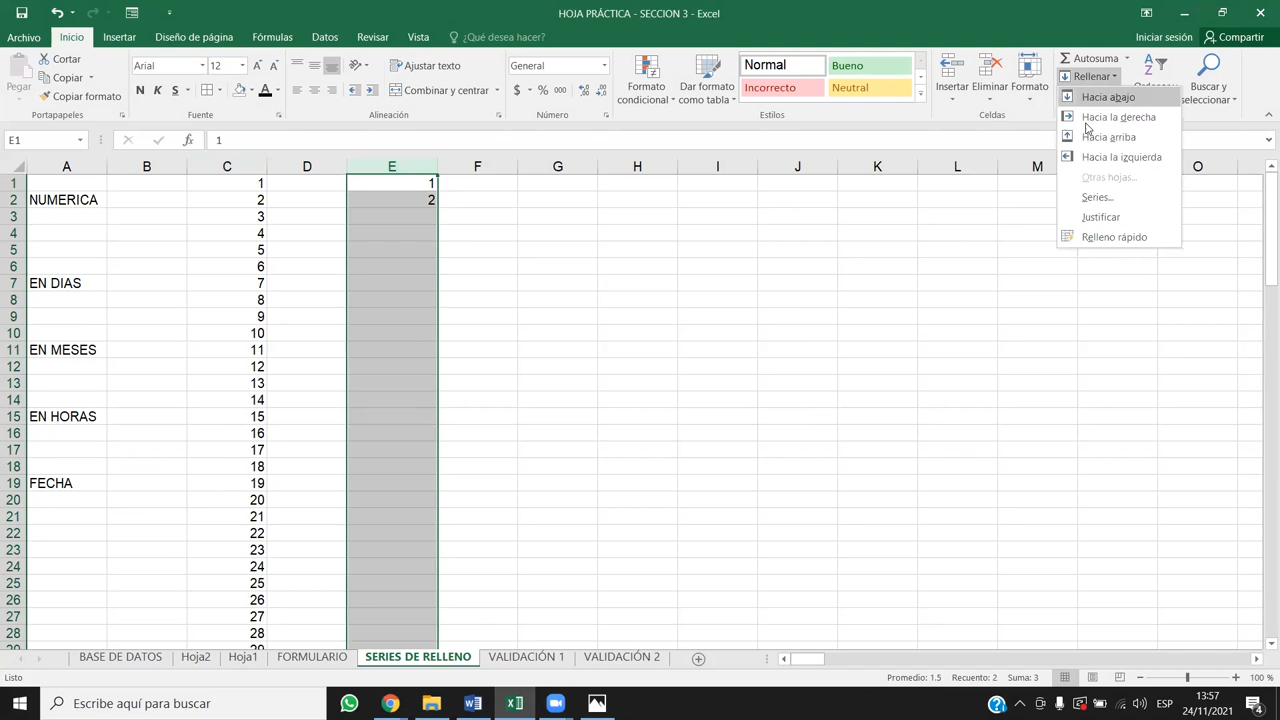 HOJA PRÁCTICA - SECCION 3 - Excel
Archivo Inicio Insertar Diseño de página Fórmulas Datos Revisar Vista ¿Qué desea hacer? Iniciar sesión Compartir
Pegar
Cortar
Copiar
Copiar formato
Portapapeles
Arial 12
N K S
Fuente
Ajustar texto
Combinar y centrar
Alineación
General
$ % 000
Número
Formato condicional
Dar formato como tabla
Normal Bueno
Incorrecto Neutral
Estilos
Insertar Eliminar Formato
Celdas
Autosuma
Rellenar
Buscar y seleccionar
Hacia abajo
Hacia la derecha
Hacia arriba
Hacia la izquierda
Otras hojas...
Series...
Justificar
Relleno rápido
E1 fx 1
A B C D E F G H I J K L M O
1 1 1
2 NUMERICA 2 2
3 3
4 4
5 5
6 6
7 EN DIAS 7
8 8
9 9
10 10
11 EN MESES 11
12 12
13 13
14 14
15 EN HORAS 15
16 16
17 17
18 18
19 FECHA 19
20 20
21 21
22 22
23 23
24 24
25 25
26 26
27 27
28 28
BASE DE DATOS Hoja2 Hoja1 FORMULARIO SERIES DE RELLENO VALIDACIÓN 1 VALIDACIÓN 2
Listo Promedio: 1.5 Recuento: 2 Suma: 3 100 %
Escribe aquí para buscar ESP 13:57
24/11/2021